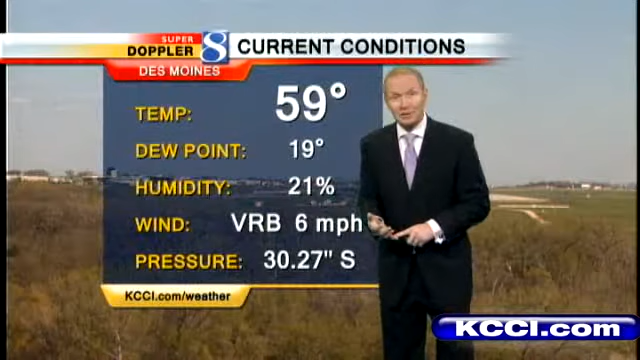 SUPER
DOPPLER 8 CURRENT CONDITIONS
DES MOINES
TEMP: 59°
DEW POINT: 19°
HUMIDITY: 21%
WIND: VRB 6 mph
PRESSURE: 30.27" S
KCCI.com/weather
KCCI.com